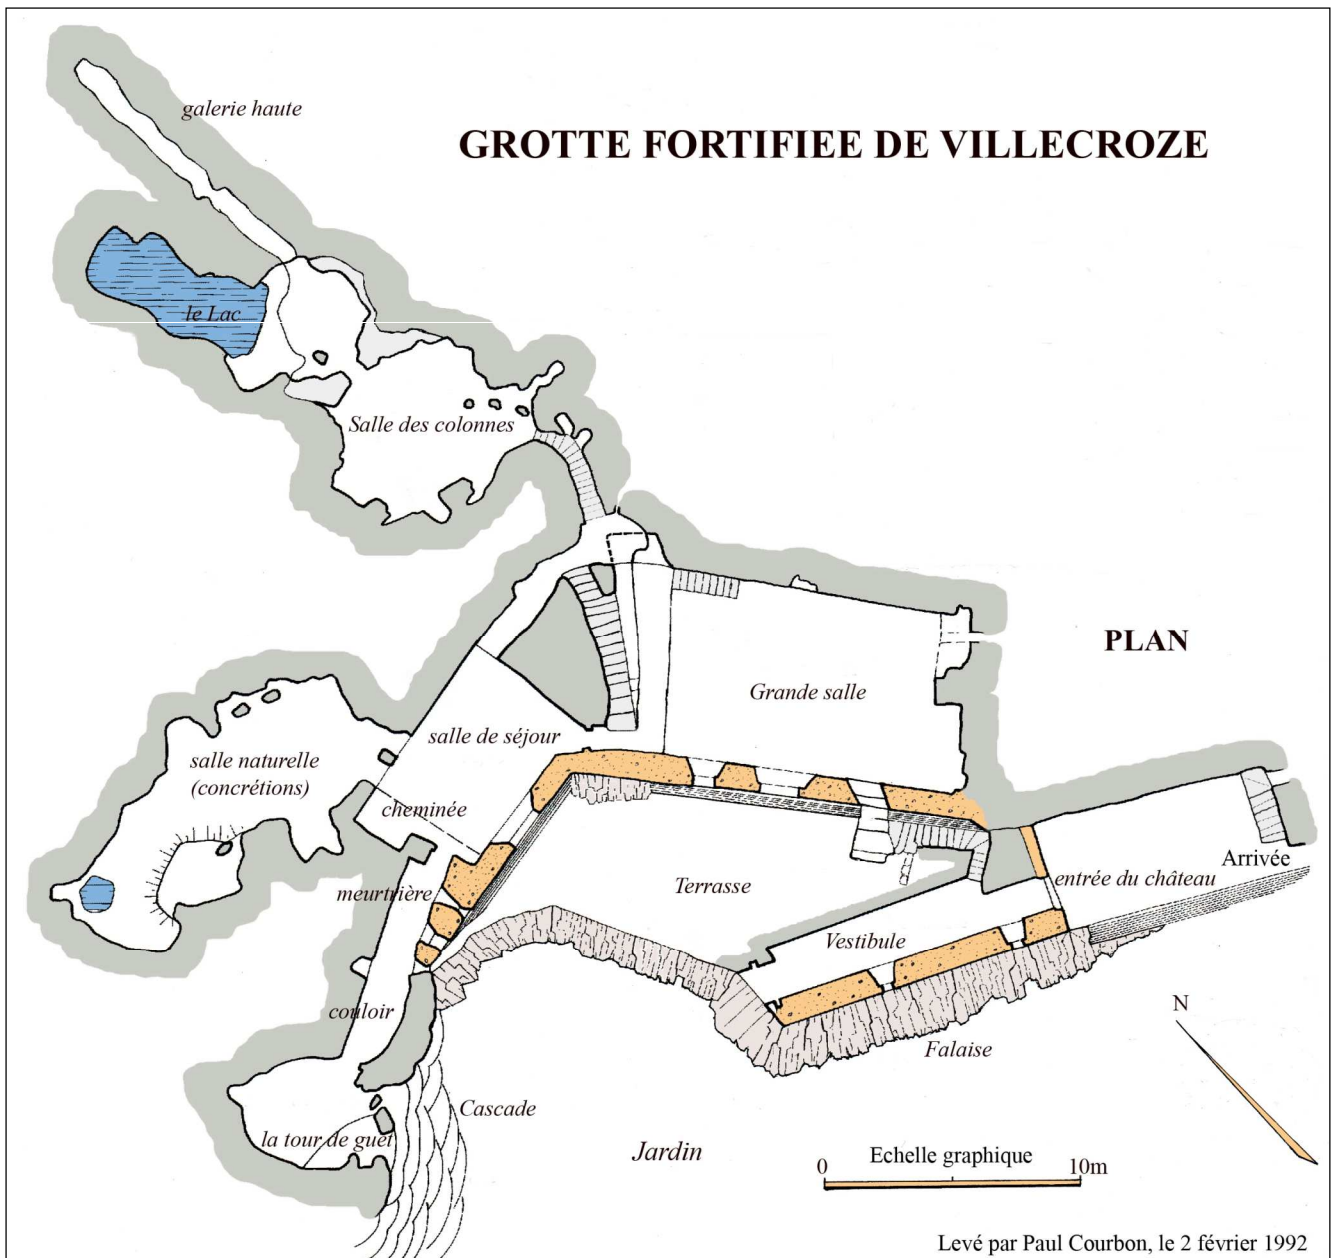 galerie haute
GROTTE FORTIFIEE DE VILLECROZE
le Lac
Salle des colonnes
PLAN
Grande salle
salle de séjour
salle naturelle
(concrétions)
cheminée
Arrivée
meurtrière
Terrasse
entrée du château
Vestibule
couloir
N
Falaise
Cascade
la tour de guet
Jardin
Echelle graphique
0
10m
Levé par Paul Courbon, le 2 février 1992